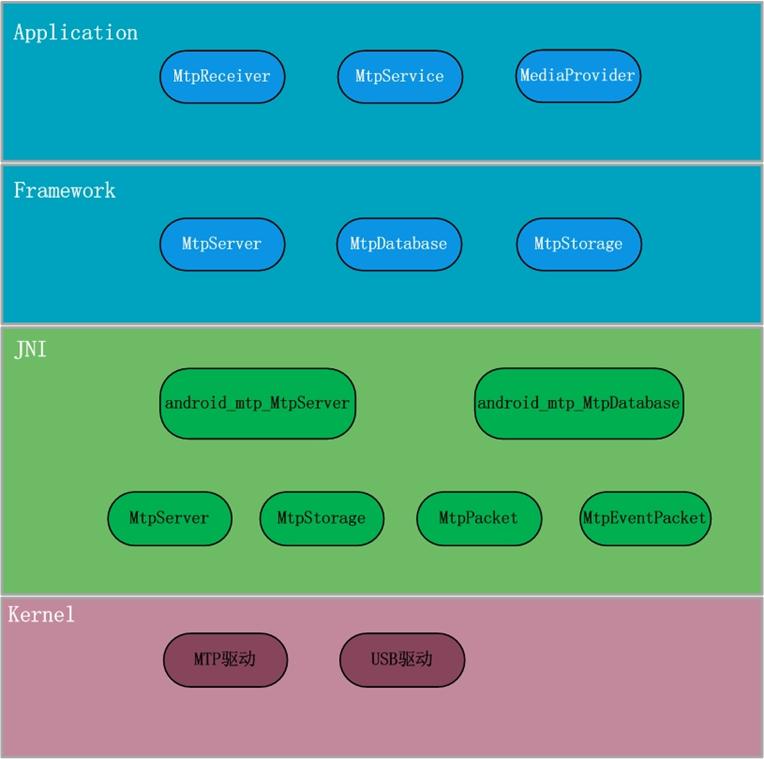 Application
MtpReceiver
MtpService
MediaProvider
Framework
MtpServer
MtpDatabase
MtpStorage
JNI
android_mtp_MtpServer
android_mtp_MtpDatabase
MtpServer
MtpStorage
MtpPacket
MtpEventPacket
Kernel
MTP驱动
USB驱动